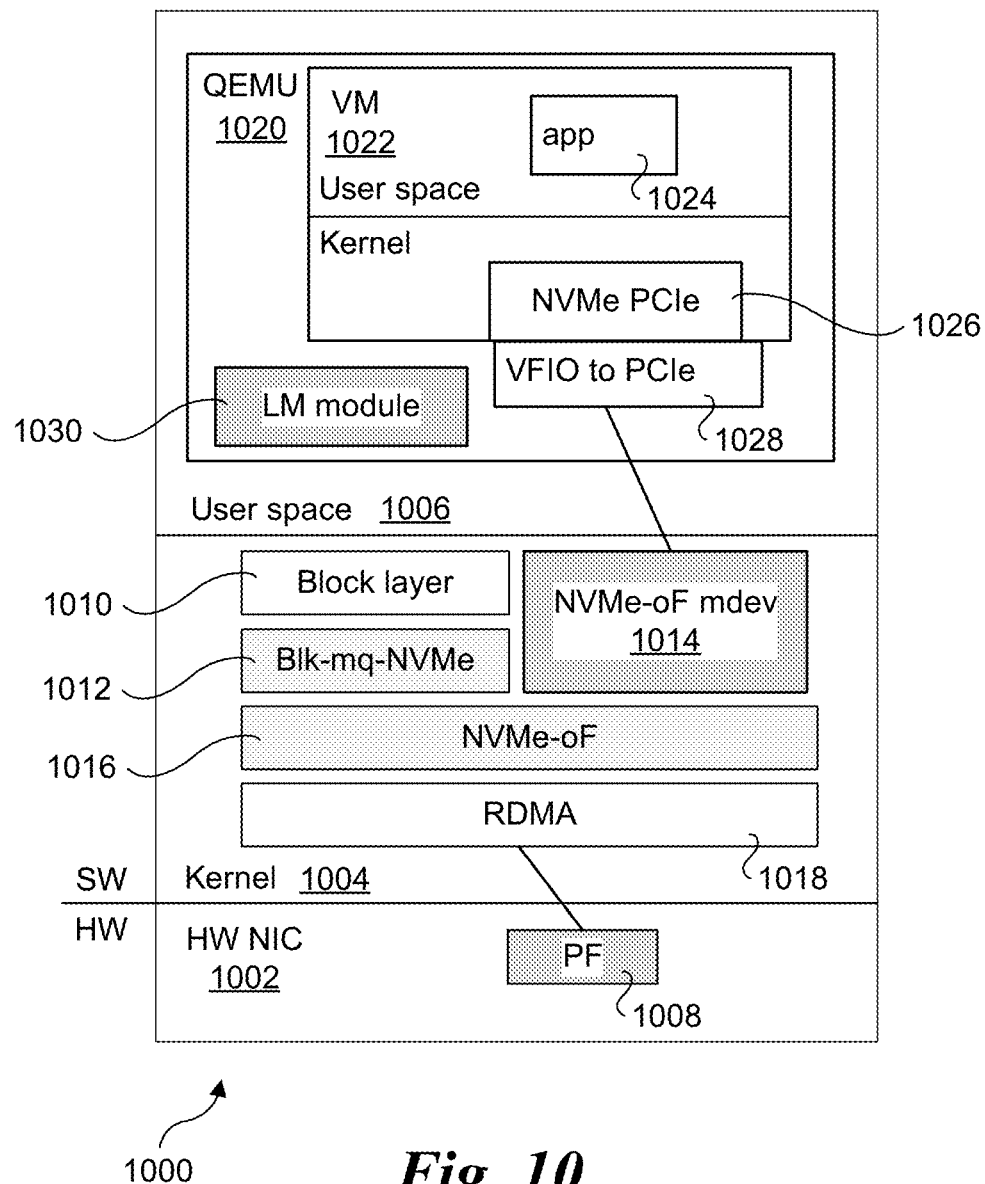 QEMU
1020
VM
1022
app
1024
User space
Kernel
NVMe PCIe
1026
VFIO to PCIe
1028
LM module
1030
User space 1006
Block layer
1010
NVMe-oF mdev
1014
Blk-mq-NVMe
1012
NVMe-oF
1016
RDMA
1018
SW
Kernel 1004
HW
HW NIC
1002
PF
1008
1000
Fig. 10